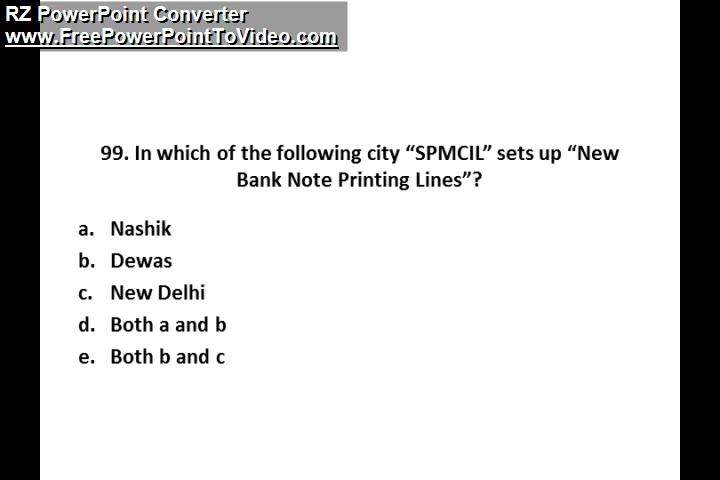 RZ PowerPoint Converter
www.FreePowerPointToVideo.com
99. In which of the following city “SPMCIL” sets up “New
Bank Note Printing Lines”?
a. Nashik
b. Dewas
c. New Delhi
d. Both a and b
e. Both b and c